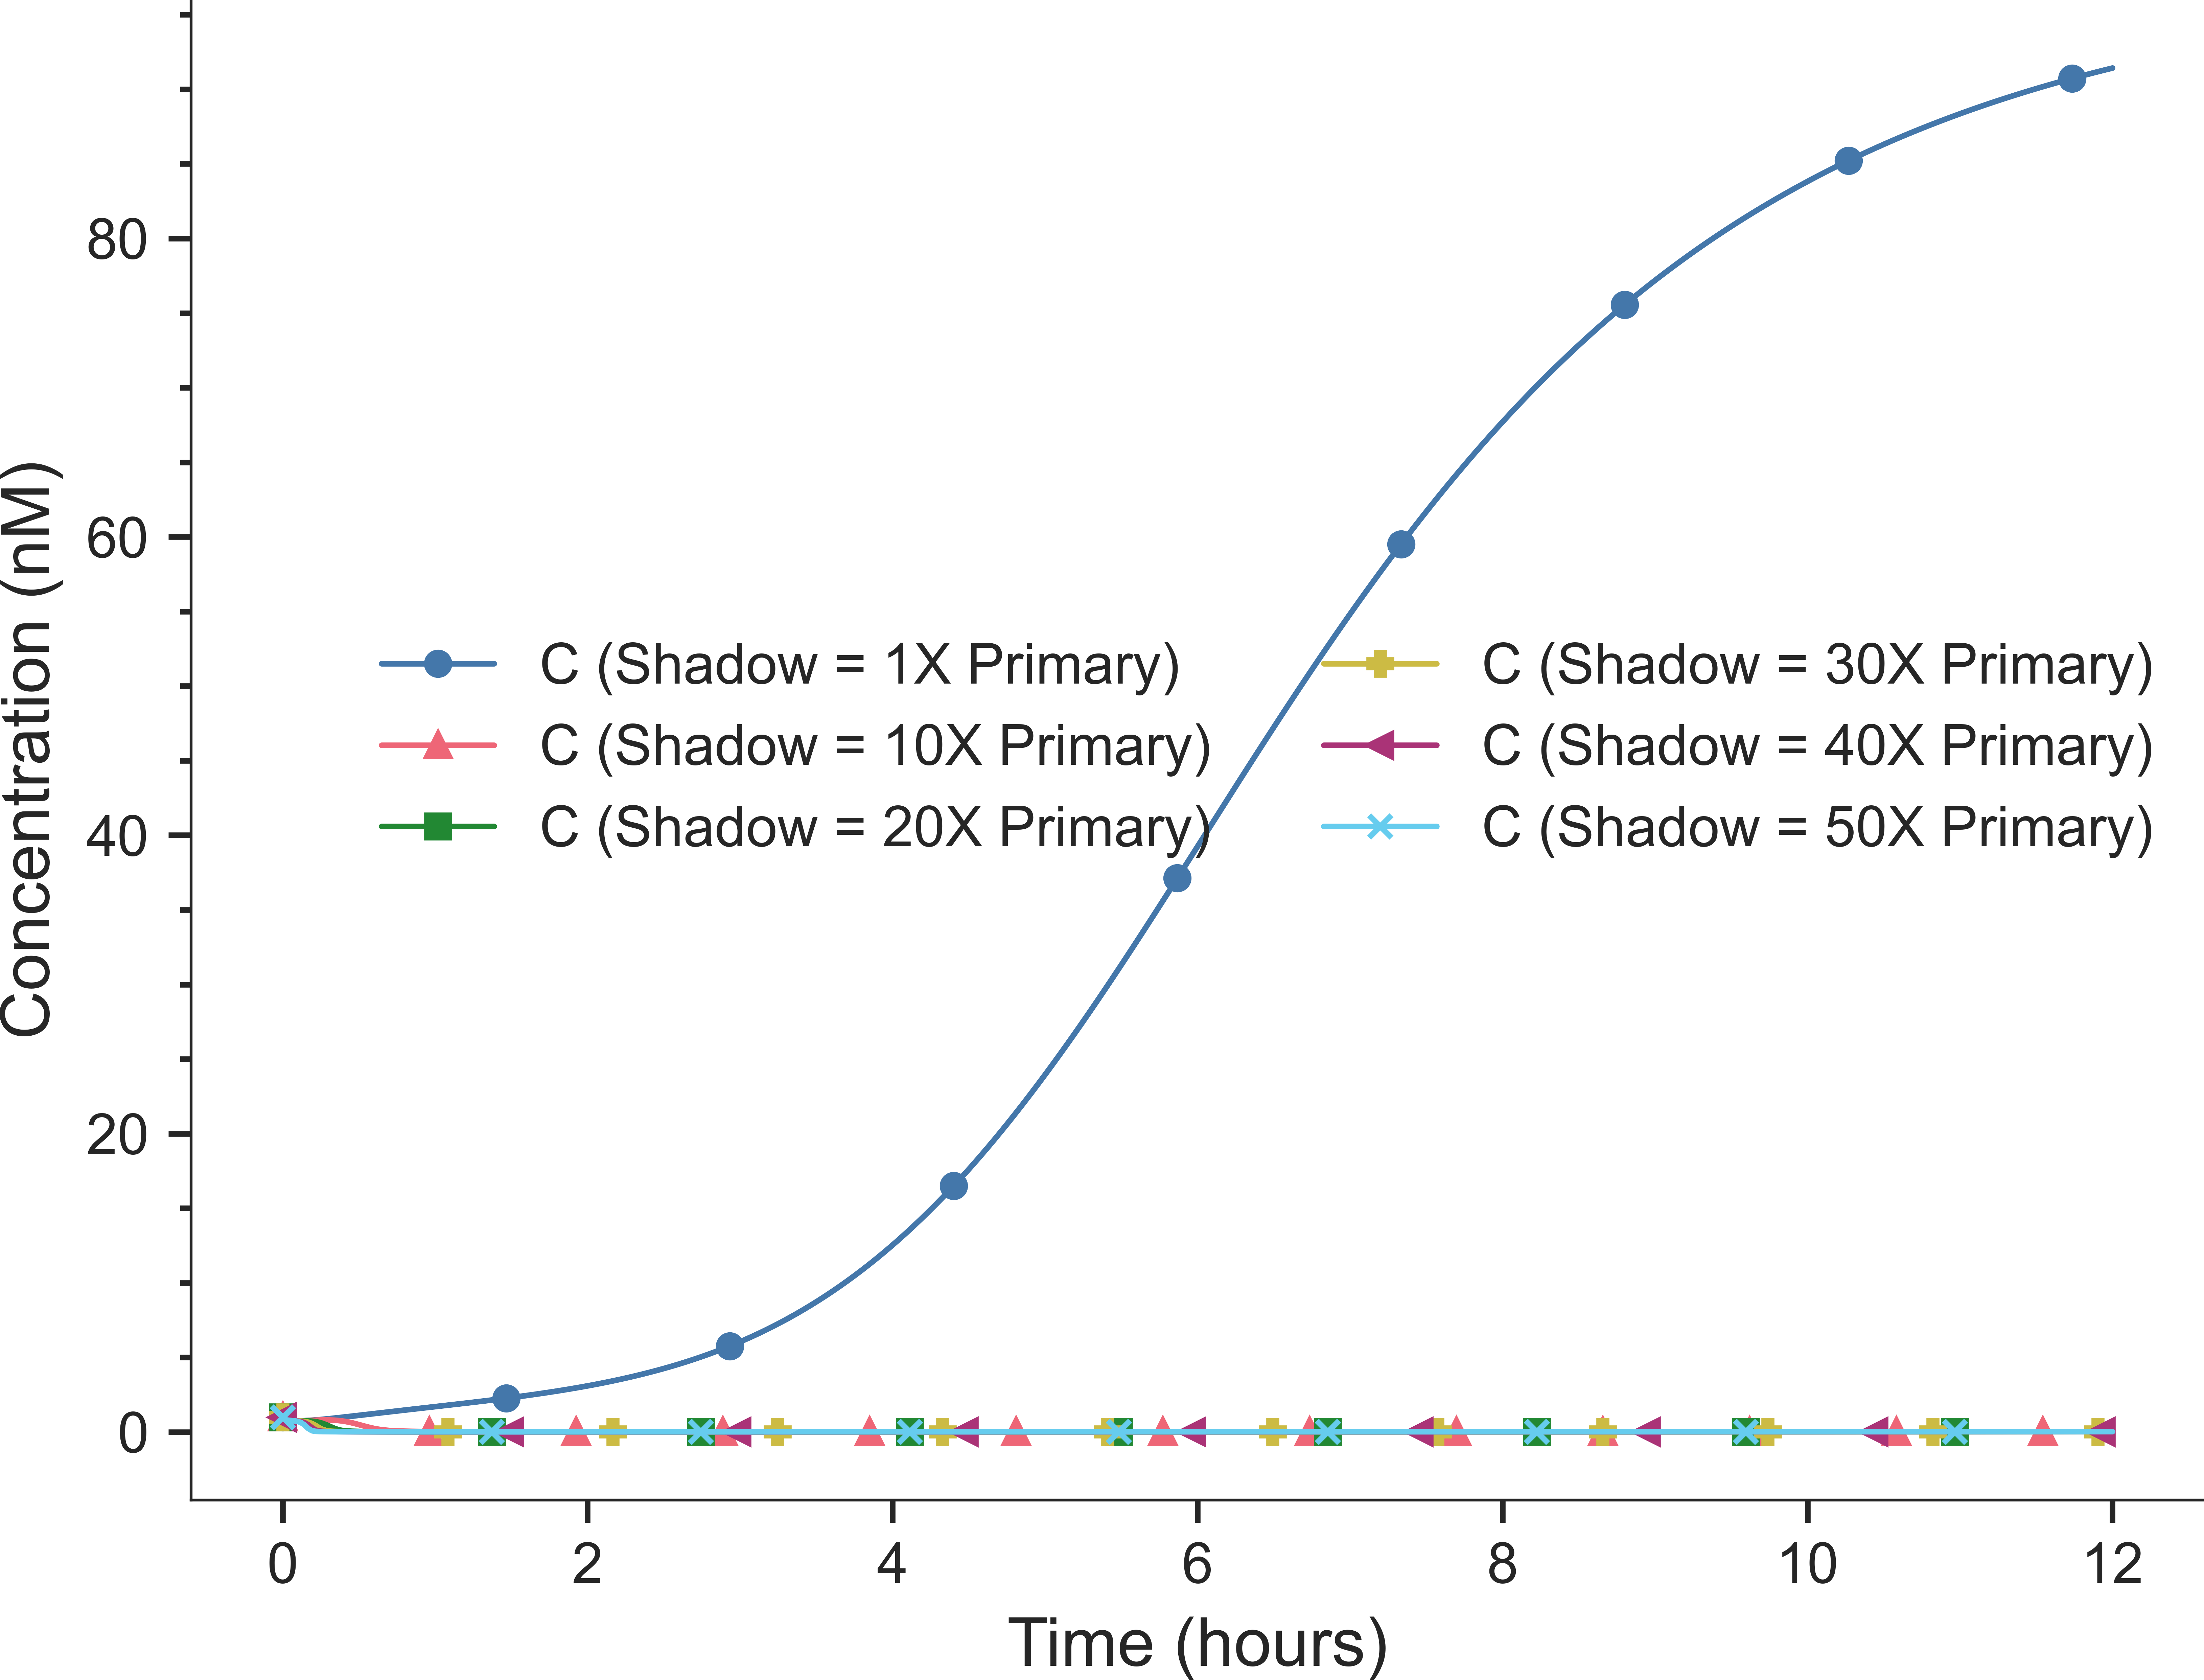 Concentration (nM)
80
60
40
20
0
C (Shadow = 1X Primary)
C (Shadow = 10X Primary)
C (Shadow = 20X Primary)
C (Shadow = 30X Primary)
C (Shadow = 40X Primary)
C (Shadow = 50X Primary)
0 2 4 6 8 10 12
Time (hours)